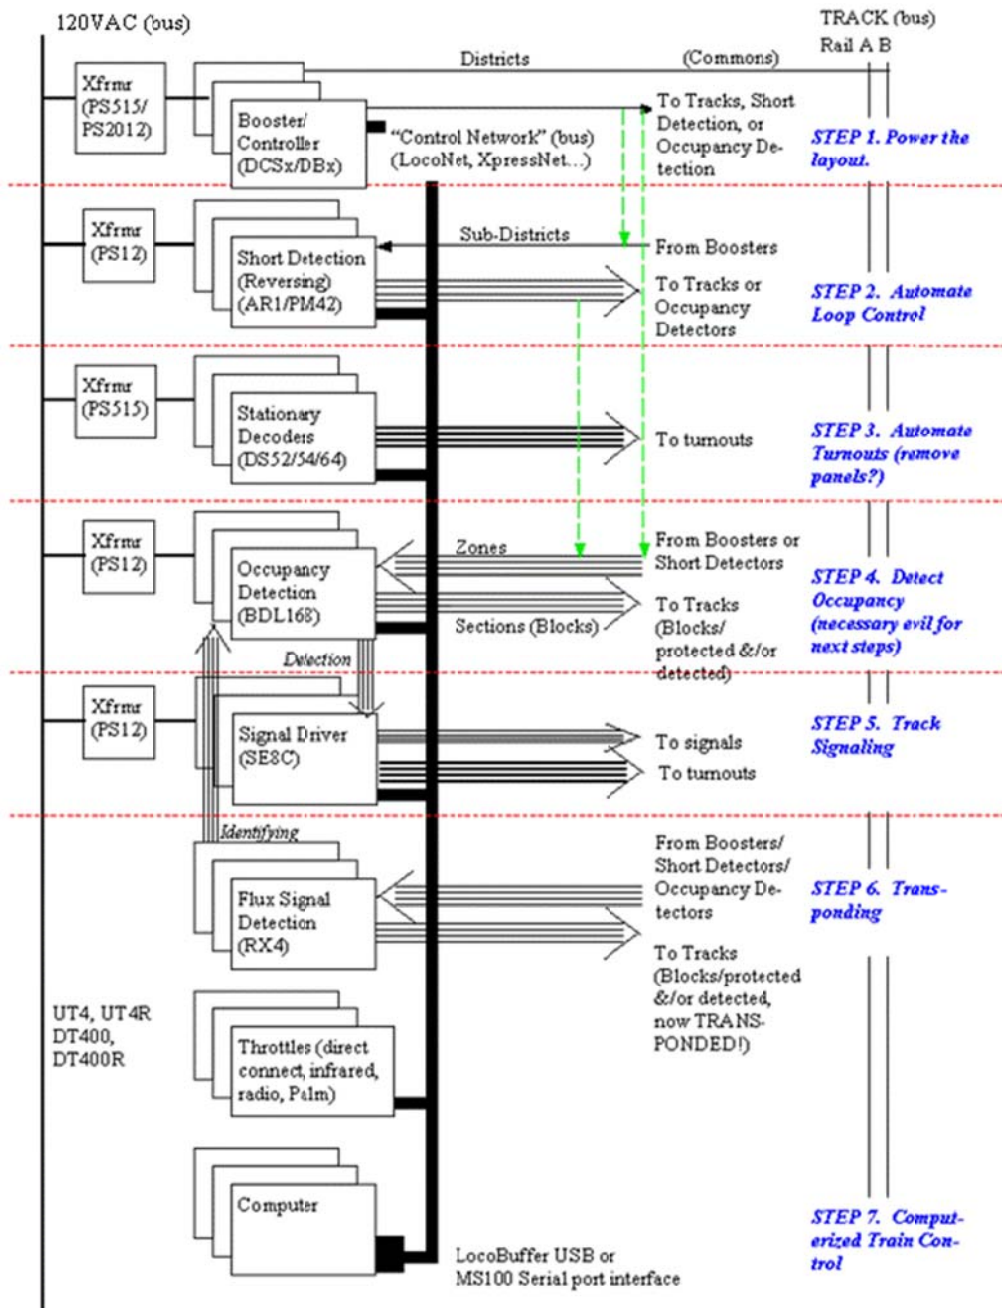 120VAC (bus)
TRACK (bus)
Rail A B
Districts
(Commons)
Xfrmr
(PS515/
PS2012)
Booster/
Controller
(DCSx/DBx)
"Control Network" (bus)
(LocoNet, XpressNet...)
To Tracks, Short
Detection, or
Occupancy De-
tection
STEP 1. Power the
layout.
Xfrmr
(PS12)
Short Detection
(Reversing)
(AR1/PM42)
Sub-Districts
From Boosters
To Tracks or
Occupancy
Detectors
STEP 2. Automate
Loop Control
Xfrmr
(PS515)
Stationary
Decoders
(DS52/54/64)
To turnouts
STEP 3. Automate
Turnouts (remove
panels?)
Xfrmr
(PS12)
Occupancy
Detection
(BDL168)
Zones
From Boosters or
Short Detectors
Sections (Blocks)
To Tracks
(Blocks/
protected &/or
detected)
STEP 4. Detect
Occupancy
(necessary evil for
next steps)
Detection
Xfrmr
(PS12)
Signal Driver
(SE8C)
To signals
To turnouts
STEP 5. Track
Signaling
Identifying
Flux Signal
Detection
(RX4)
From Boosters/
Short Detectors/
Occupancy De-
tectors
To Tracks
(Blocks/protected
&/or detected,
now TRANS-
PONDED!)
STEP 6. Trans-
ponding
UT4, UT4R
DT400,
DT400R
Throttles (direct
connect, infrared,
radio, Palm)
Computer
LocoBuffer USB or
MS100 Serial port interface
STEP 7. Comput-
erized Train Con-
trol